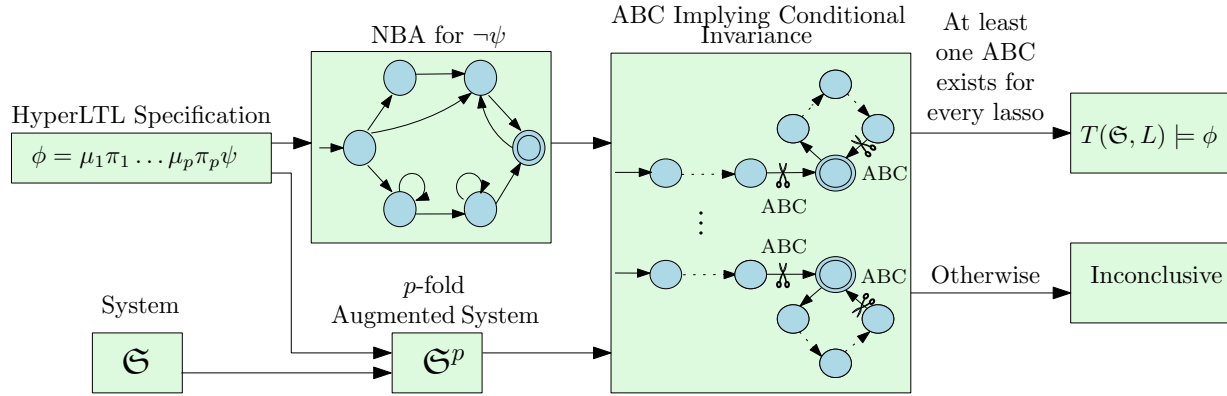 HyperLTL Specification
ϕ = μ₁π₁ … μₚπₚψ
System
𝔖
NBA for ¬ψ
p-fold
Augmented System
𝔖ᵖ
ABC Implying Conditional
Invariance
ABC
ABC
⋮
ABC
ABC
At least
one ABC
exists for
every lasso
T(𝔖, L) ⊨ ϕ
Otherwise
Inconclusive